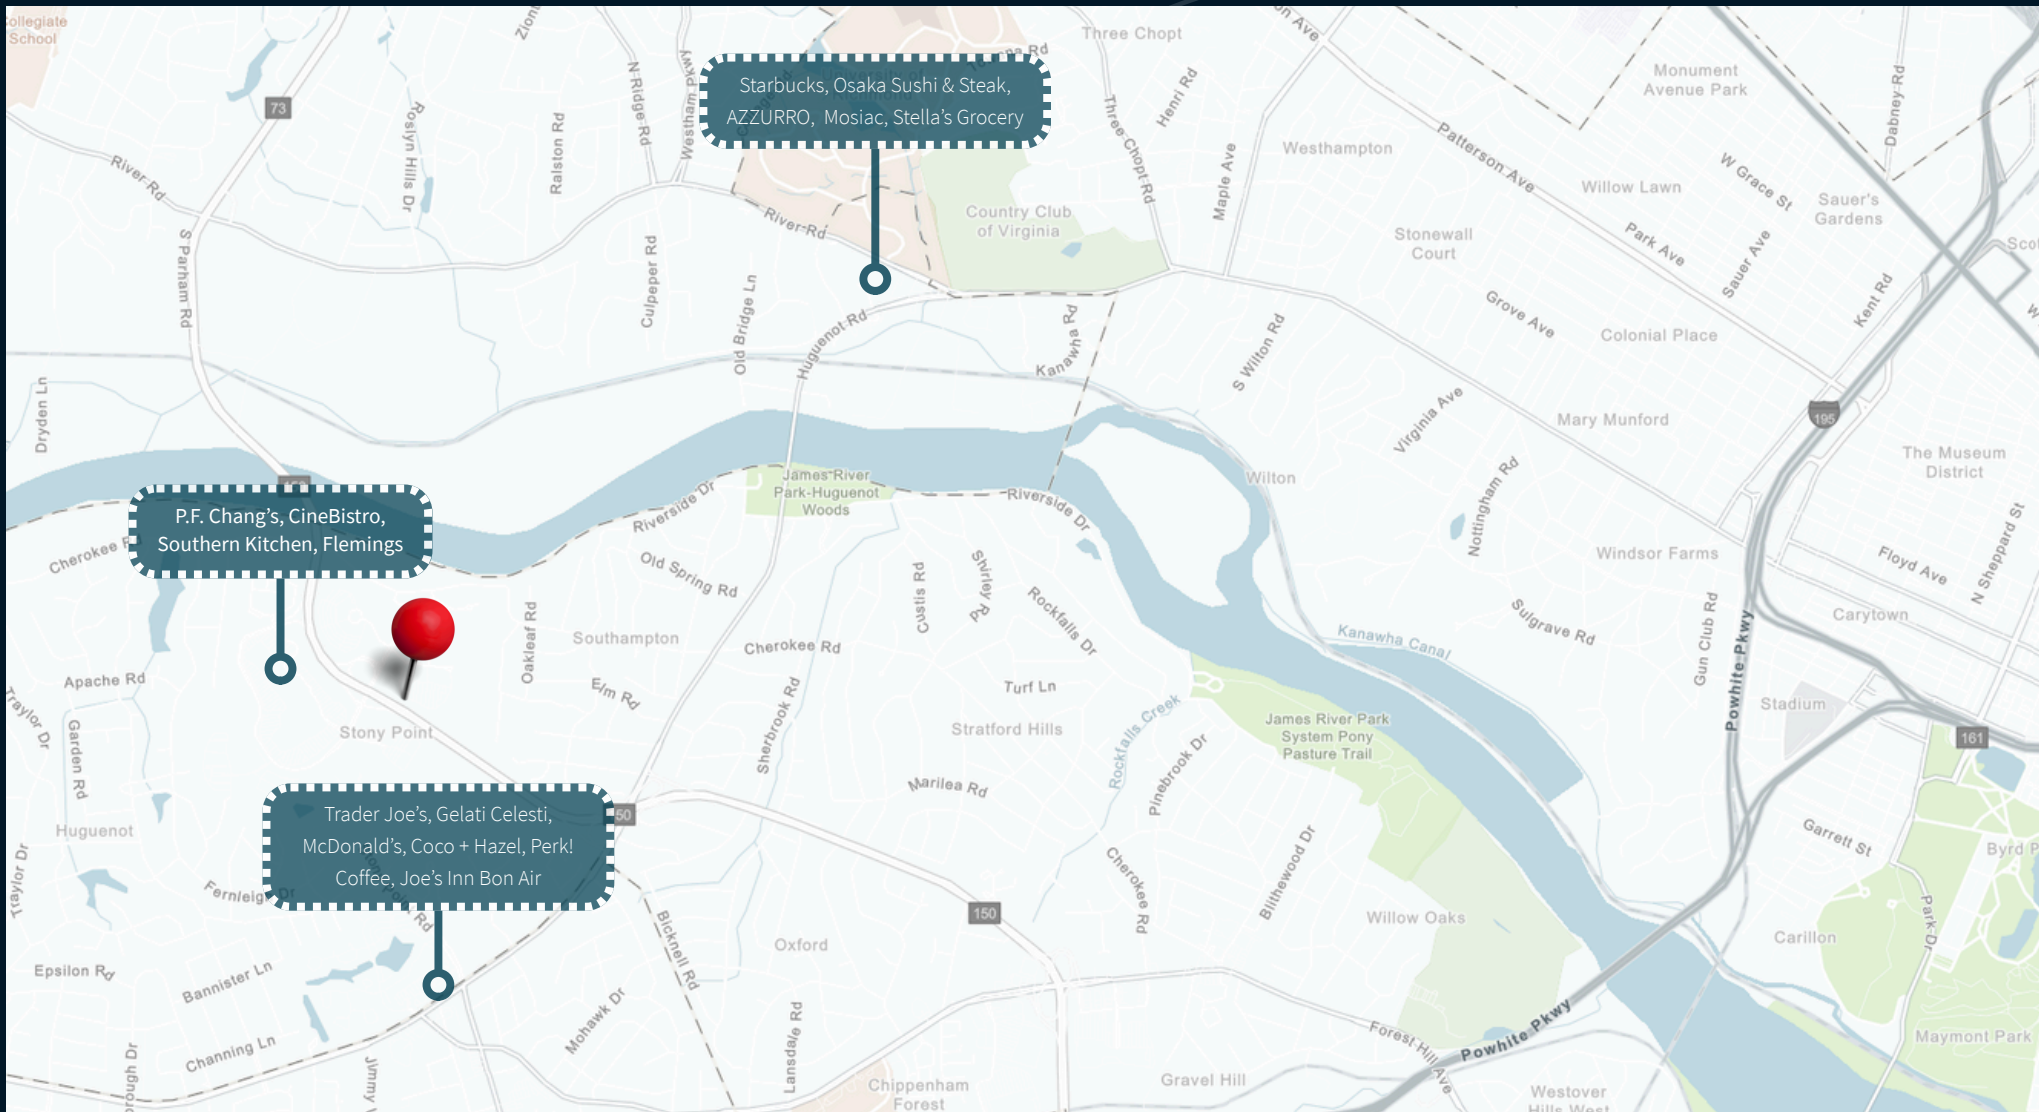 ollegiate
School
73
River Rd
Roslyn Hills Dr
S Parham Rd
Ralston Rd
N Ridge Rd
Westham Pkwy
Starbucks, Osaka Sushi & Steak,
AZZURRO,  Mosiac, Stella's Grocery
River Rd
Country Club
of Virginia
Three Chopt
Three Chopt Rd
Henri Rd
Maple Ave
Westhampton
Patterson Ave
Monument
Avenue Park
Dabney Rd
W Grace St
Willow Lawn
Sauer's
Gardens
Park Ave
Sauer Ave
Stonewall
Court
Grove Ave
Colonial Place
Kent Rd
Culpeper Rd
Old Bridge Ln
Huguenot Rd
Kanawha Rd
S Wilton Rd
Virginia Ave
Mary Munford
195
The Museum
District
Dryden Ln
P.F. Chang's, CineBistro,
Southern Kitchen, Flemings
Cherokee R
Riverside Dr
James River
Park-Huguenot
Woods
Riverside Dr
Wilton
Nottingham Rd
Windsor Farms
Floyd Ave
N Sheppard St
Old Spring Rd
Custis Rd
Shirley Rd
Rockfalls Dr
Sulgrave Rd
Gun Club Rd
Powhite Pkwy
Carytown
Kanawha Canal
Oakleaf Rd
Southampton
Cherokee Rd
Apache Rd
Traylor Dr
Garden Rd
Elm Rd
Sherbrook Rd
Turf Ln
Stratford Hills
Rockfalls Creek
James River Park
System Pony
Pasture Trail
Stadium
161
Stony Point
Marilea Rd
Pinebrook Dr
Huguenot
Trader Joe's, Gelati Celesti,
McDonald's, Coco + Hazel, Perk!
Coffee, Joe's Inn Bon Air
50
Traylor Dr
Cherokee Rd
Blithewood Dr
Garrett St
Byrd P
150
Willow Oaks
Carillon
Park Dr
Bicknell Rd
Oxford
Epsilon Rd
Bannister Ln
Mohawk Dr
Lansdale Rd
Channing Ln
Forest Hill Ave
Powhite Pkwy
Maymont Park
Chippenham
Forest
Gravel Hill
Westover
Hills West